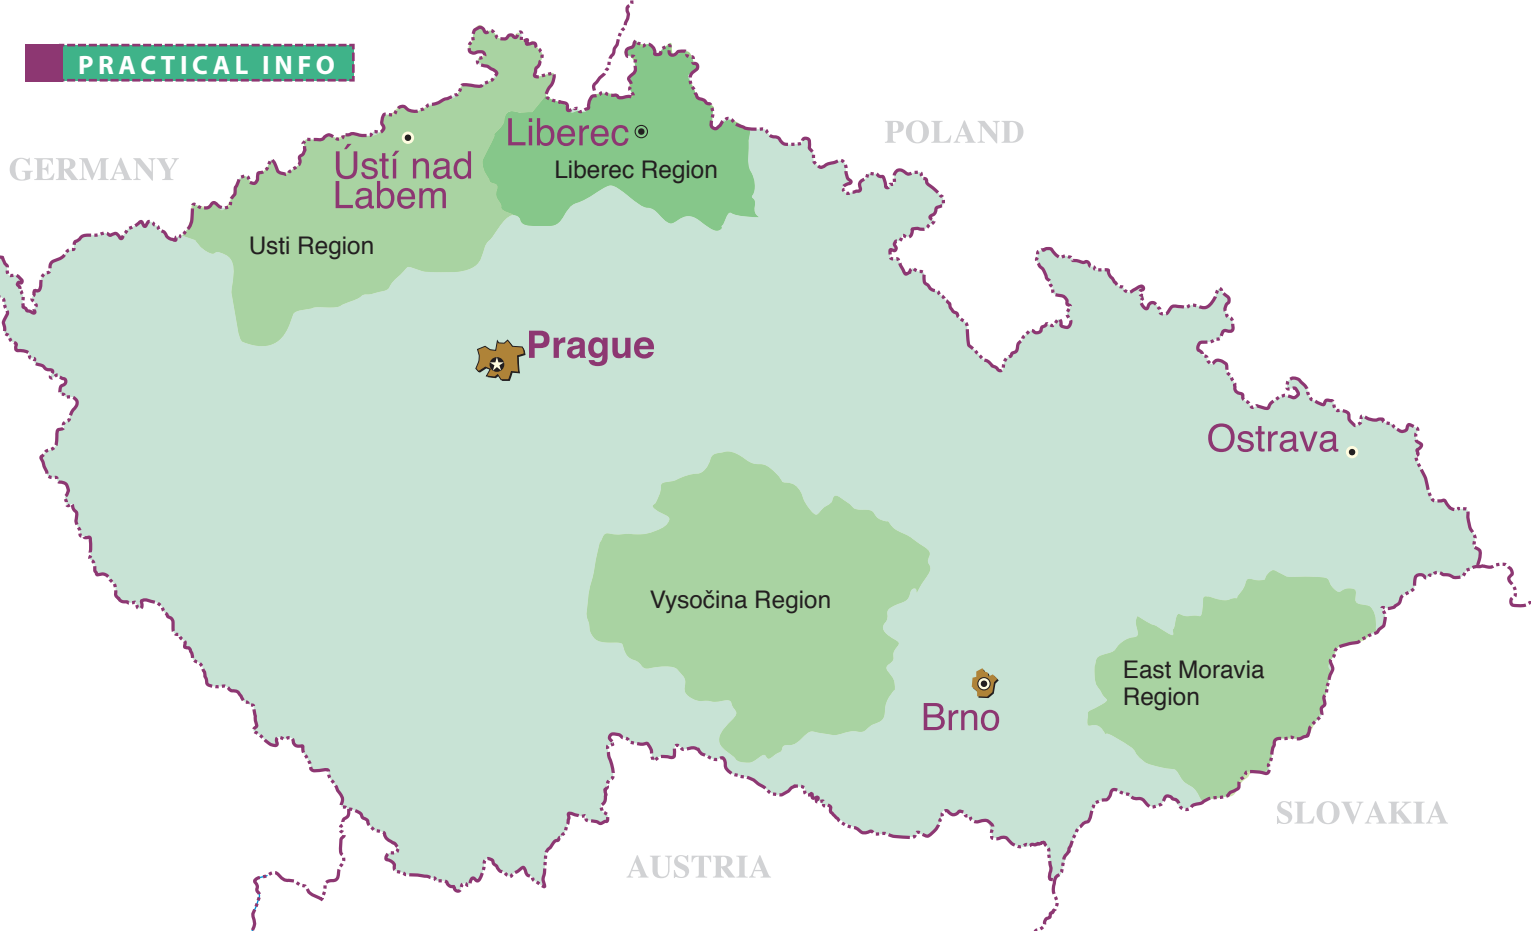 PRACTICAL INFO
POLAND
GERMANY
Liberec
Liberec Region
Ústí nad
Labem
Usti Region
Prague
Ostrava
Vysočina Region
East Moravia
Region
Brno
SLOVAKIA
AUSTRIA